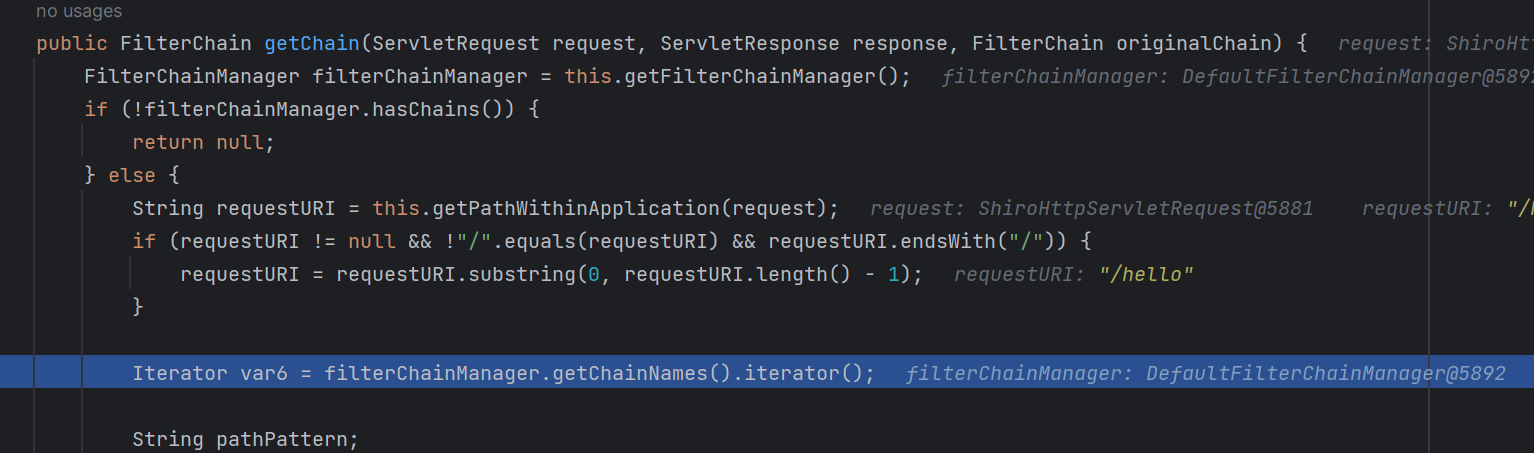 no usages
public FilterChain getChain(ServletRequest request, ServletResponse response, FilterChain originalChain) { request: ShiroHtt
FilterChainManager filterChainManager = this.getFilterChainManager(); filterChainManager: DefaultFilterChainManager@5892
if (!filterChainManager.hasChains()) {
return null;
} else {
String requestURI = this.getPathWithinApplication(request); request: ShiroHttpServletRequest@5881 requestURI: "/h
if (requestURI != null && !"/".equals(requestURI) && requestURI.endsWith("/")) {
requestURI = requestURI.substring(0, requestURI.length() - 1); requestURI: "/hello"
}
Iterator var6 = filterChainManager.getChainNames().iterator(); filterChainManager: DefaultFilterChainManager@5892
String pathPattern;